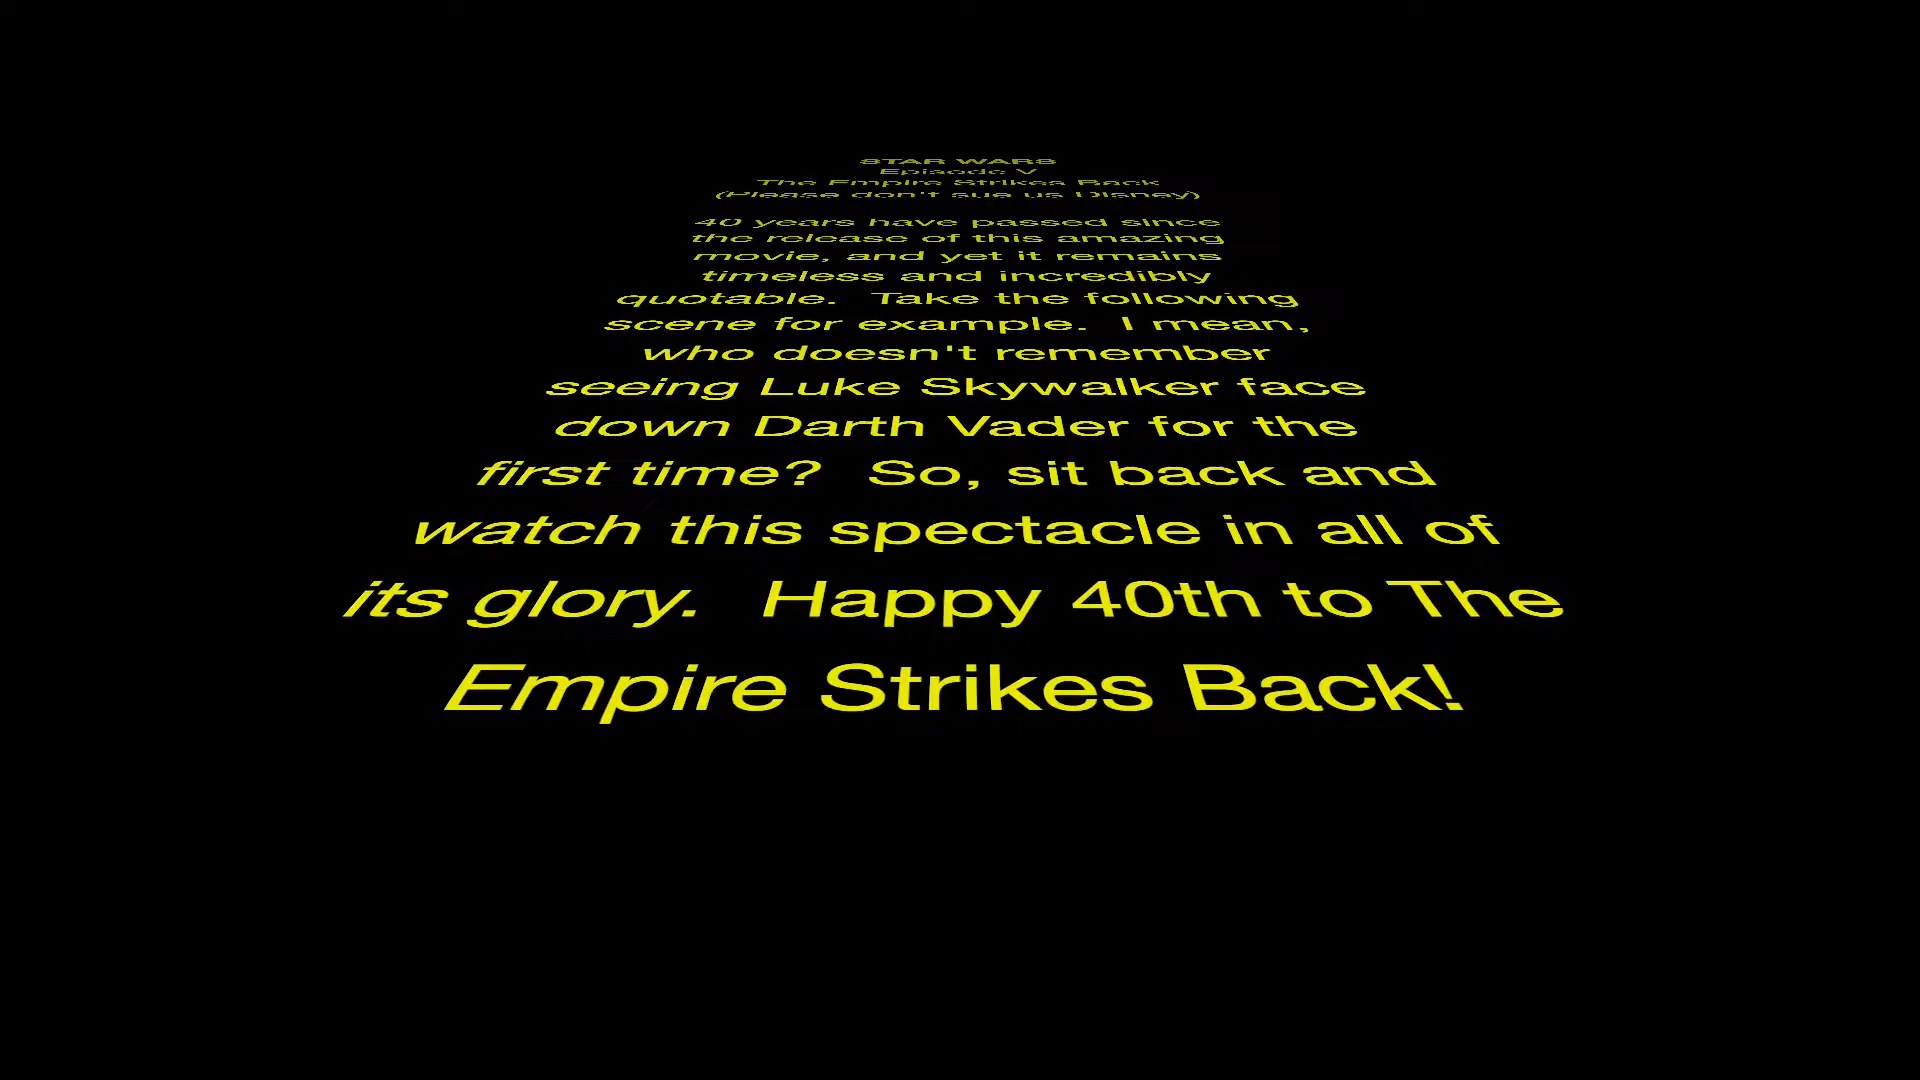 STAR WARS
Episode V
The Empire Strikes Back
(Please don't sue us Disney)
40 years have passed since
the release of this amazing
movie, and yet it remains
timeless and incredibly
quotable.  Take the following
scene for example.  I mean,
who doesn't remember
seeing Luke Skywalker face
down Darth Vader for the
first time?  So, sit back and
watch this spectacle in all of
its glory.  Happy 40th to The
Empire Strikes Back!